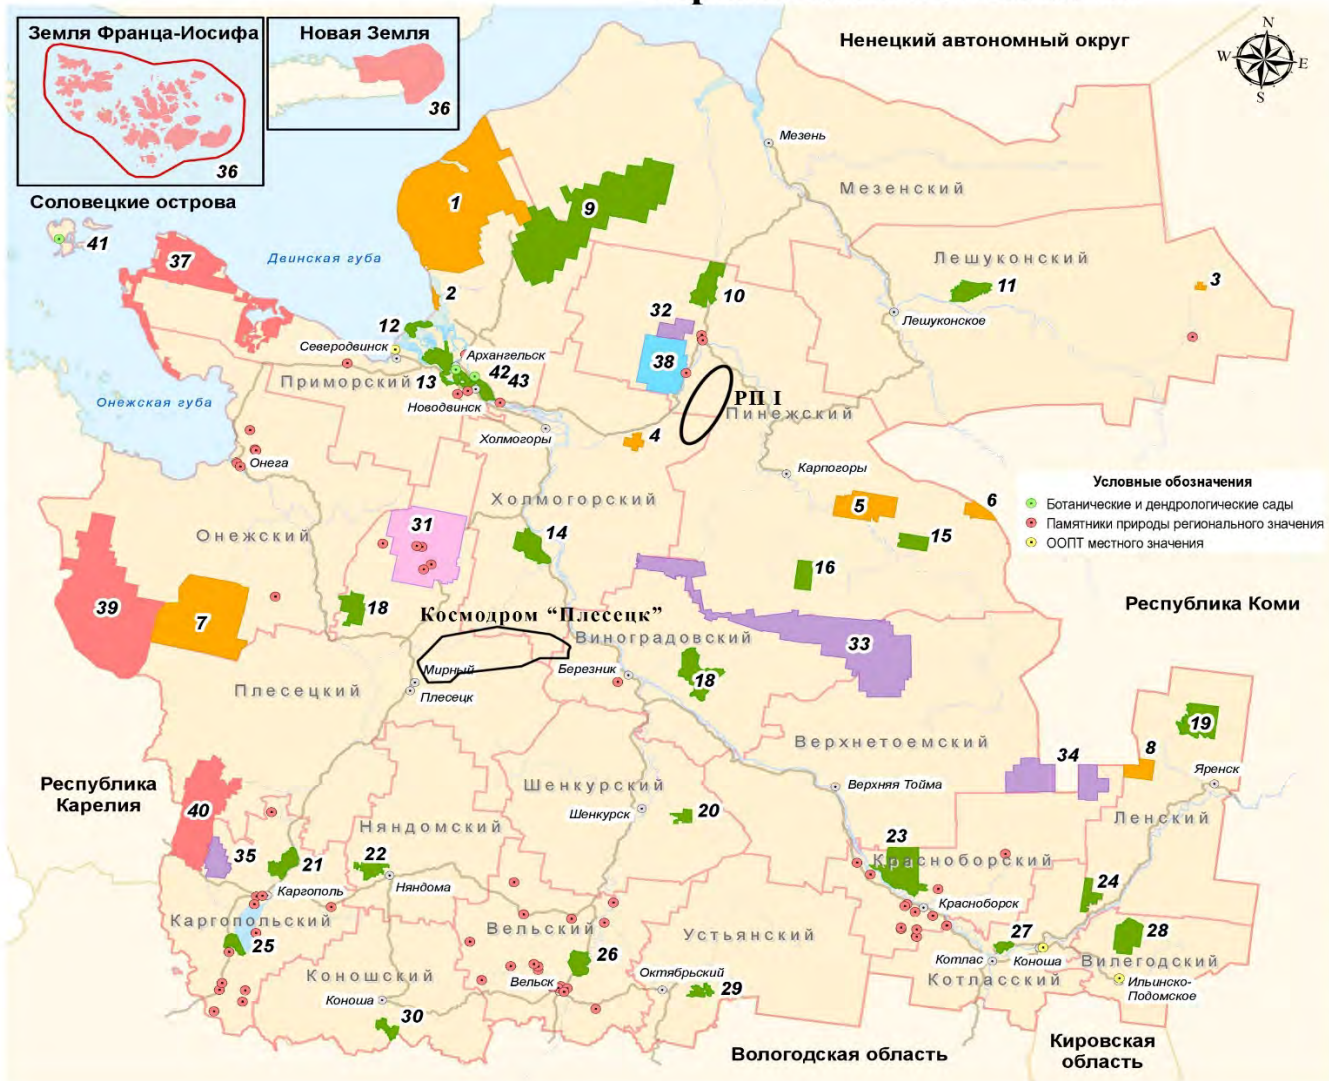 Земля Франца-Иосифа
36
Новая Земля
36
Ненецкий автономный округ
N
W
E
S
Мезень
Мезенский
Соловецкие острова
41
37
Двинская губа
1
9
2
Лешуконский
11
3
10
32
Лешуконское
12
Северодвинск
Архангельск
38
42
43
13
Приморский
Новодвинск
РП I
Пинежский
Онежская губа
Холмогоры
4
Онега
Карпогоры
Условные обозначения
Ботанические и дендрологические сады
Памятники природы регионального значения
ООПТ местного значения
Холмогорский
5
6
31
Онежский
14
15
16
39
7
18
Космодром “Плесецк”
Республика Коми
Виноградовский
33
Мирный
Березник
18
Плесецкий
Плесецк
19
Верхнетоемский
34
8
Яренск
Республика
Карелия
40
Шенкурский
Верхняя Тойма
Шенкурск
20
Ленский
Няндомский
35
21
22
23
Красноборский
Каргополь
Няндома
24
Красноборск
Каргопольский
Вельский
Устьянский
25
26
27
28
Котлас
Коношa
Вилегодский
Коношский
Октябрьский
Вельск
29
Котласский
Ильинско-
Подомское
Коноша
30
Вологодская область
Кировская
область